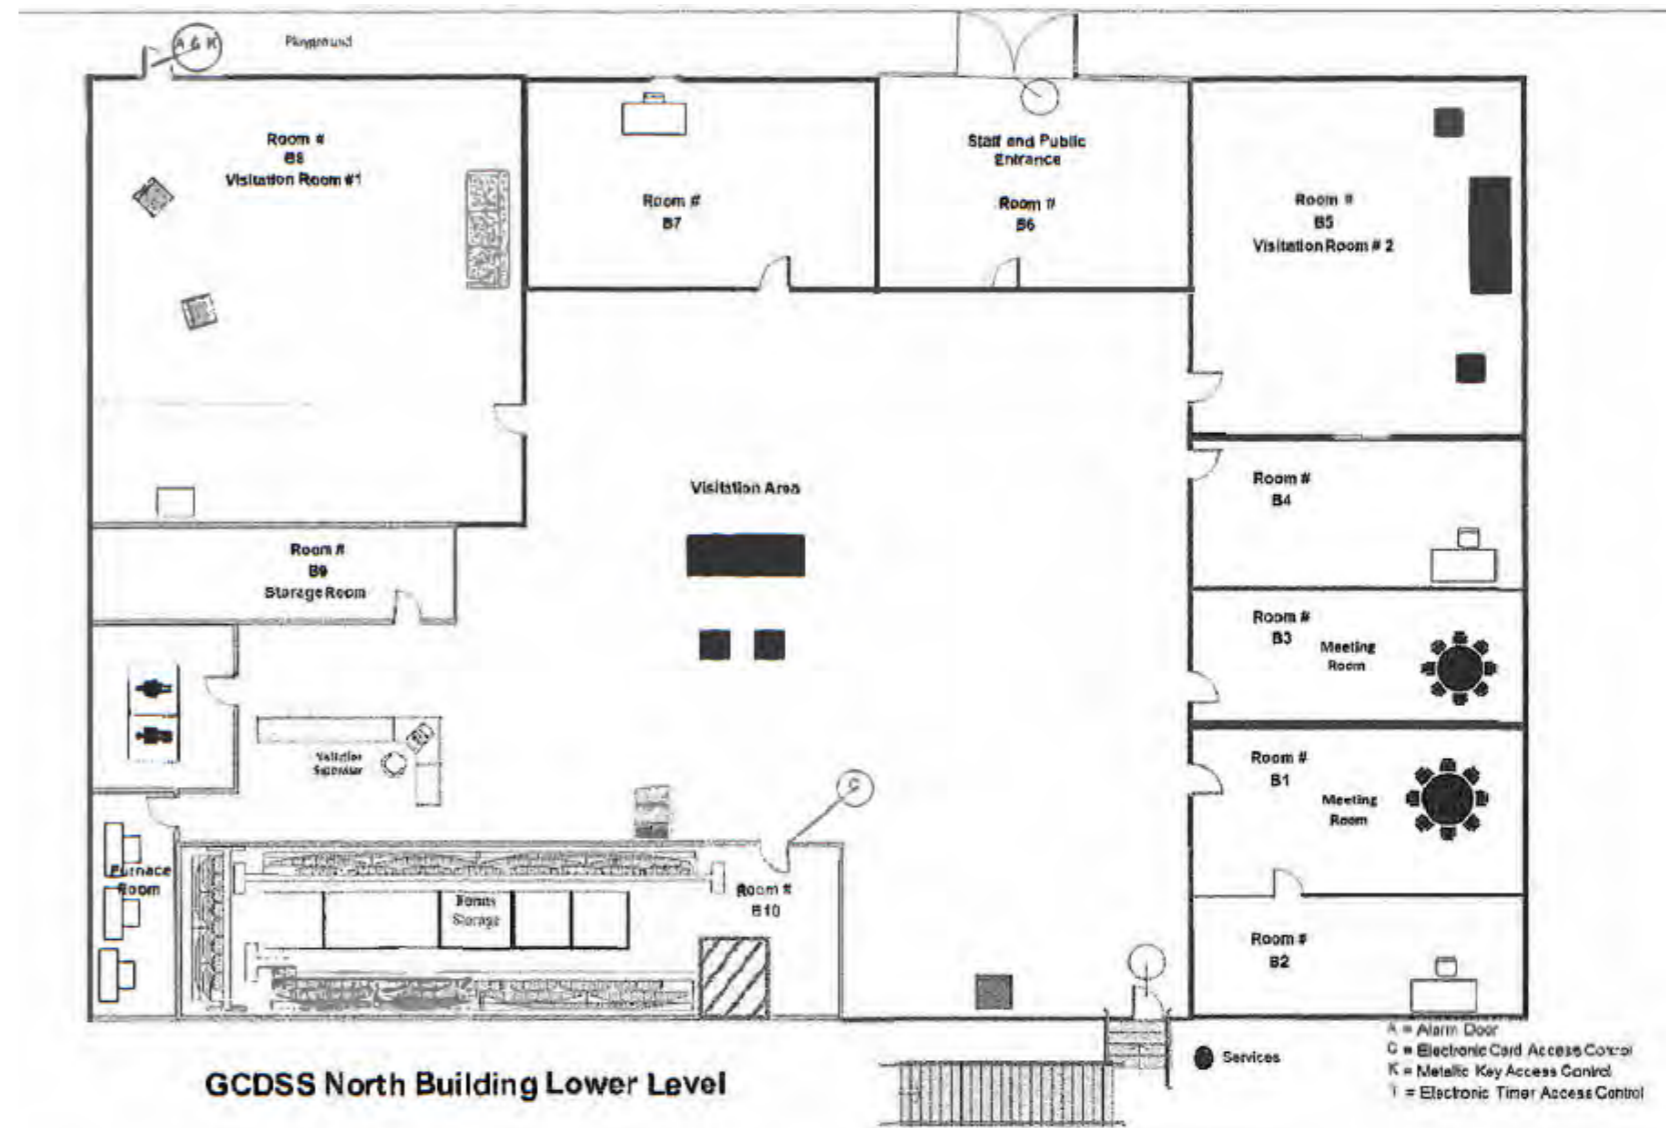 A & K
Playground
Room #
B8
Visitation Room #1
Room #
B7
Staff and Public
Entrance
Room #
B6
Room #
B5
Visitation Room # 2
Visitation Area
Room #
B4
Room #
B9
Storage Room
Room #
B3
Meeting
Room
Visitation
Supervisor
Room #
B1
Meeting
Room
C
Furnace
Room
Room #
B10
Forms
Storage
Room #
B2
Services
A = Alarm Door
C = Electronic Card Access Control
K = Metallic Key Access Control
T = Electronic Timer Access Control
GCDSS North Building Lower Level